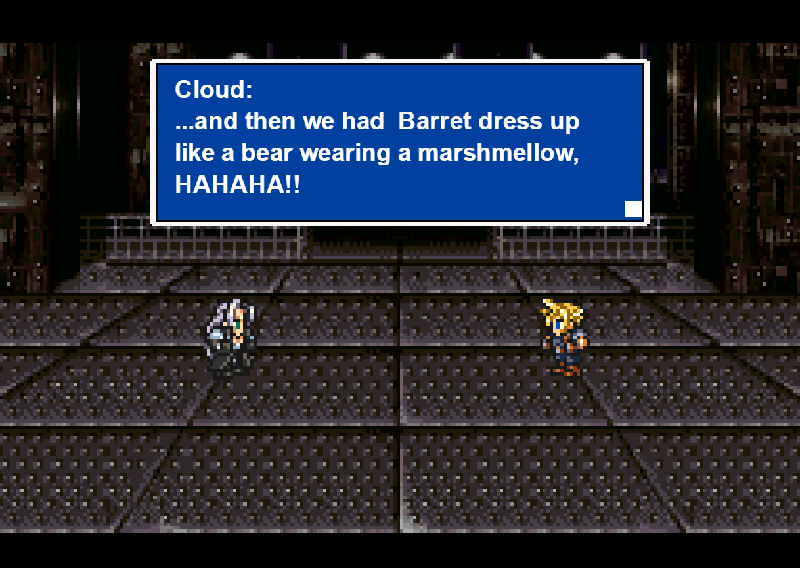 Cloud:
...and then we had  Barret dress up
like a bear wearing a marshmellow,
HAHAHA!!